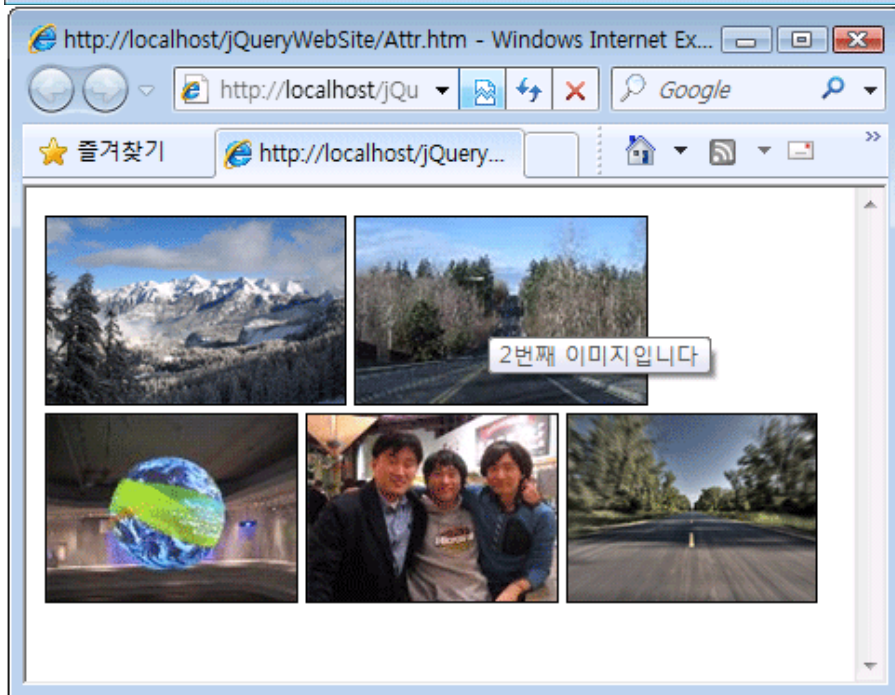 http://localhost/jQueryWebSite/Attr.htm - Windows Internet Ex...
http://localhost/jQu
Google
즐겨찾기
http://localhost/jQuery...
2번째 이미지입니다